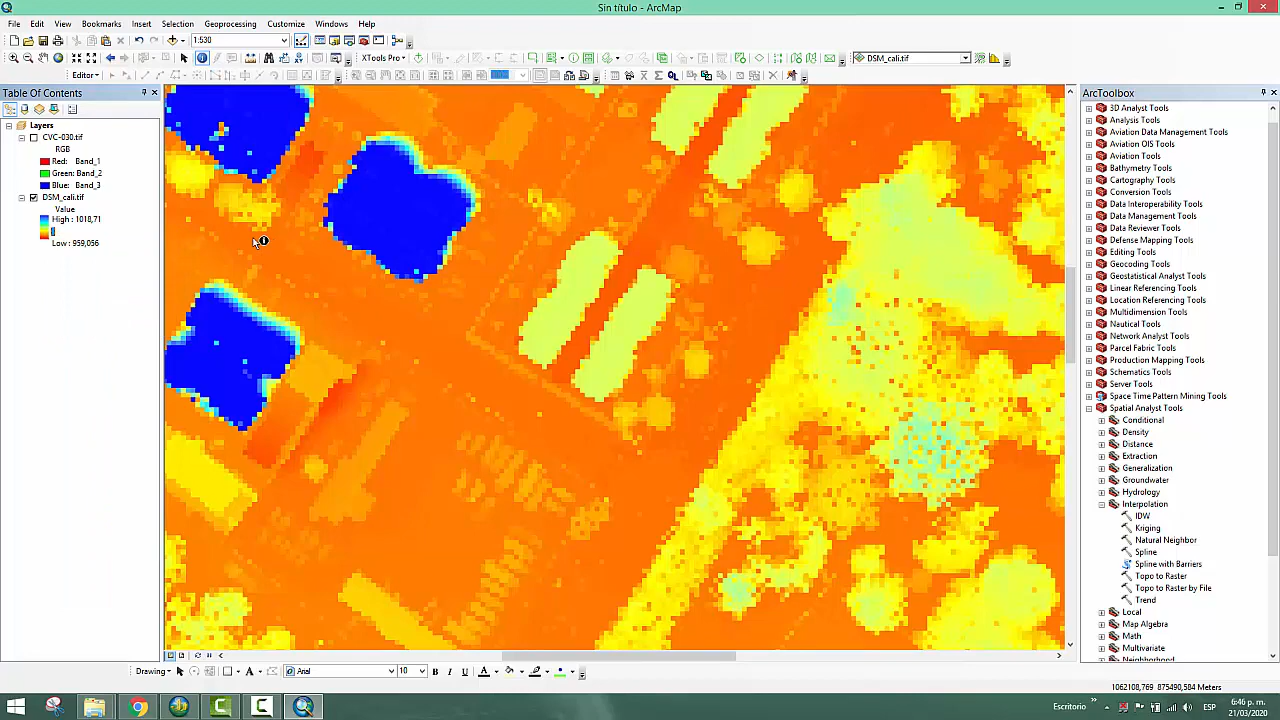 Sin título - ArcMap
File Edit View Bookmarks Insert Selection Geoprocessing Customize Windows Help
1:530
XTools Pro
DSM_cali.tif
Editor
Table Of Contents
ArcToolbox
Layers
CVC-030.tif
RGB
Red: Band_1
Green: Band_2
Blue: Band_3
DSM_cali.tif
Value
High : 1018,71
Low : 959,056
3D Analyst Tools
Analysis Tools
Aviation Data Management Tools
Aviation OIS Tools
Aviation Tools
Bathymetry Tools
Cartography Tools
Conversion Tools
Data Interoperability Tools
Data Management Tools
Data Reviewer Tools
Defense Mapping Tools
Editing Tools
Geocoding Tools
Geostatistical Analyst Tools
Linear Referencing Tools
Location Referencing Tools
Multidimension Tools
Nautical Tools
Network Analyst Tools
Parcel Fabric Tools
Production Mapping Tools
Schematics Tools
Server Tools
Space Time Pattern Mining Tools
Spatial Analyst Tools
Conditional
Density
Distance
Extraction
Generalization
Groundwater
Hydrology
Interpolation
IDW
Kriging
Natural Neighbor
Spline
Spline with Barriers
Topo to Raster
Topo to Raster by File
Trend
Local
Map Algebra
Math
Multivariate
Neighborhood
Drawing A Arial 10 B I U A
1062108,769 875490,584 Meters
Escritorio ESP 6:46 p. m.
21/03/2020